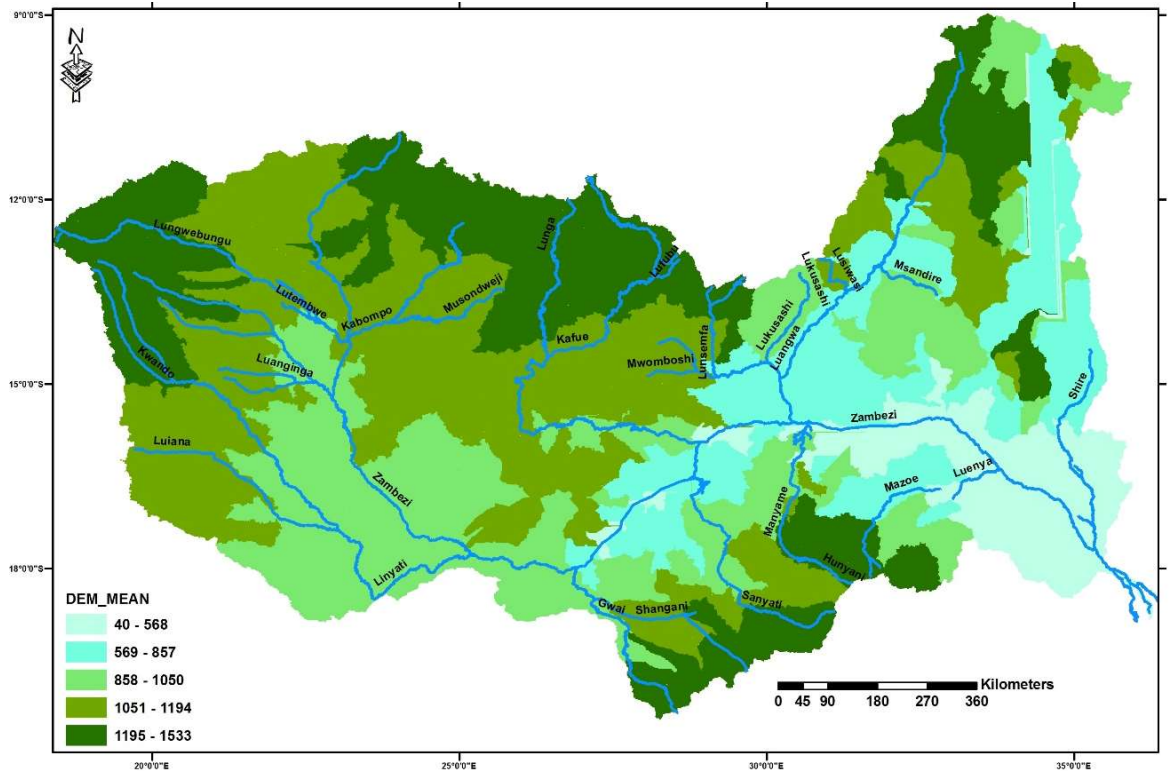 9°0'0"S
N
12°0'0"S
15°0'0"S
18°0'0"S
Lungwebungu
Lutembwe
Kabompo
Musondweji
Lunga
Lufubu
Kafue
Mwomboshi
Lunsemfa
Lukusashi
Lukusashi
Lusiwasi
Luangwa
Msandire
Kwando
Luanginga
Luiana
Zambezi
Zambezi
Shire
Luenya
Mazoe
Manyame
Hunyani
Linyati
Gwai
Shangani
Sanyati
DEM_MEAN
40 - 568
569 - 857
858 - 1050
1051 - 1194
1195 - 1533
Kilometers
0 45 90 180 270 360
20°0'0"E
25°0'0"E
30°0'0"E
35°0'0"E